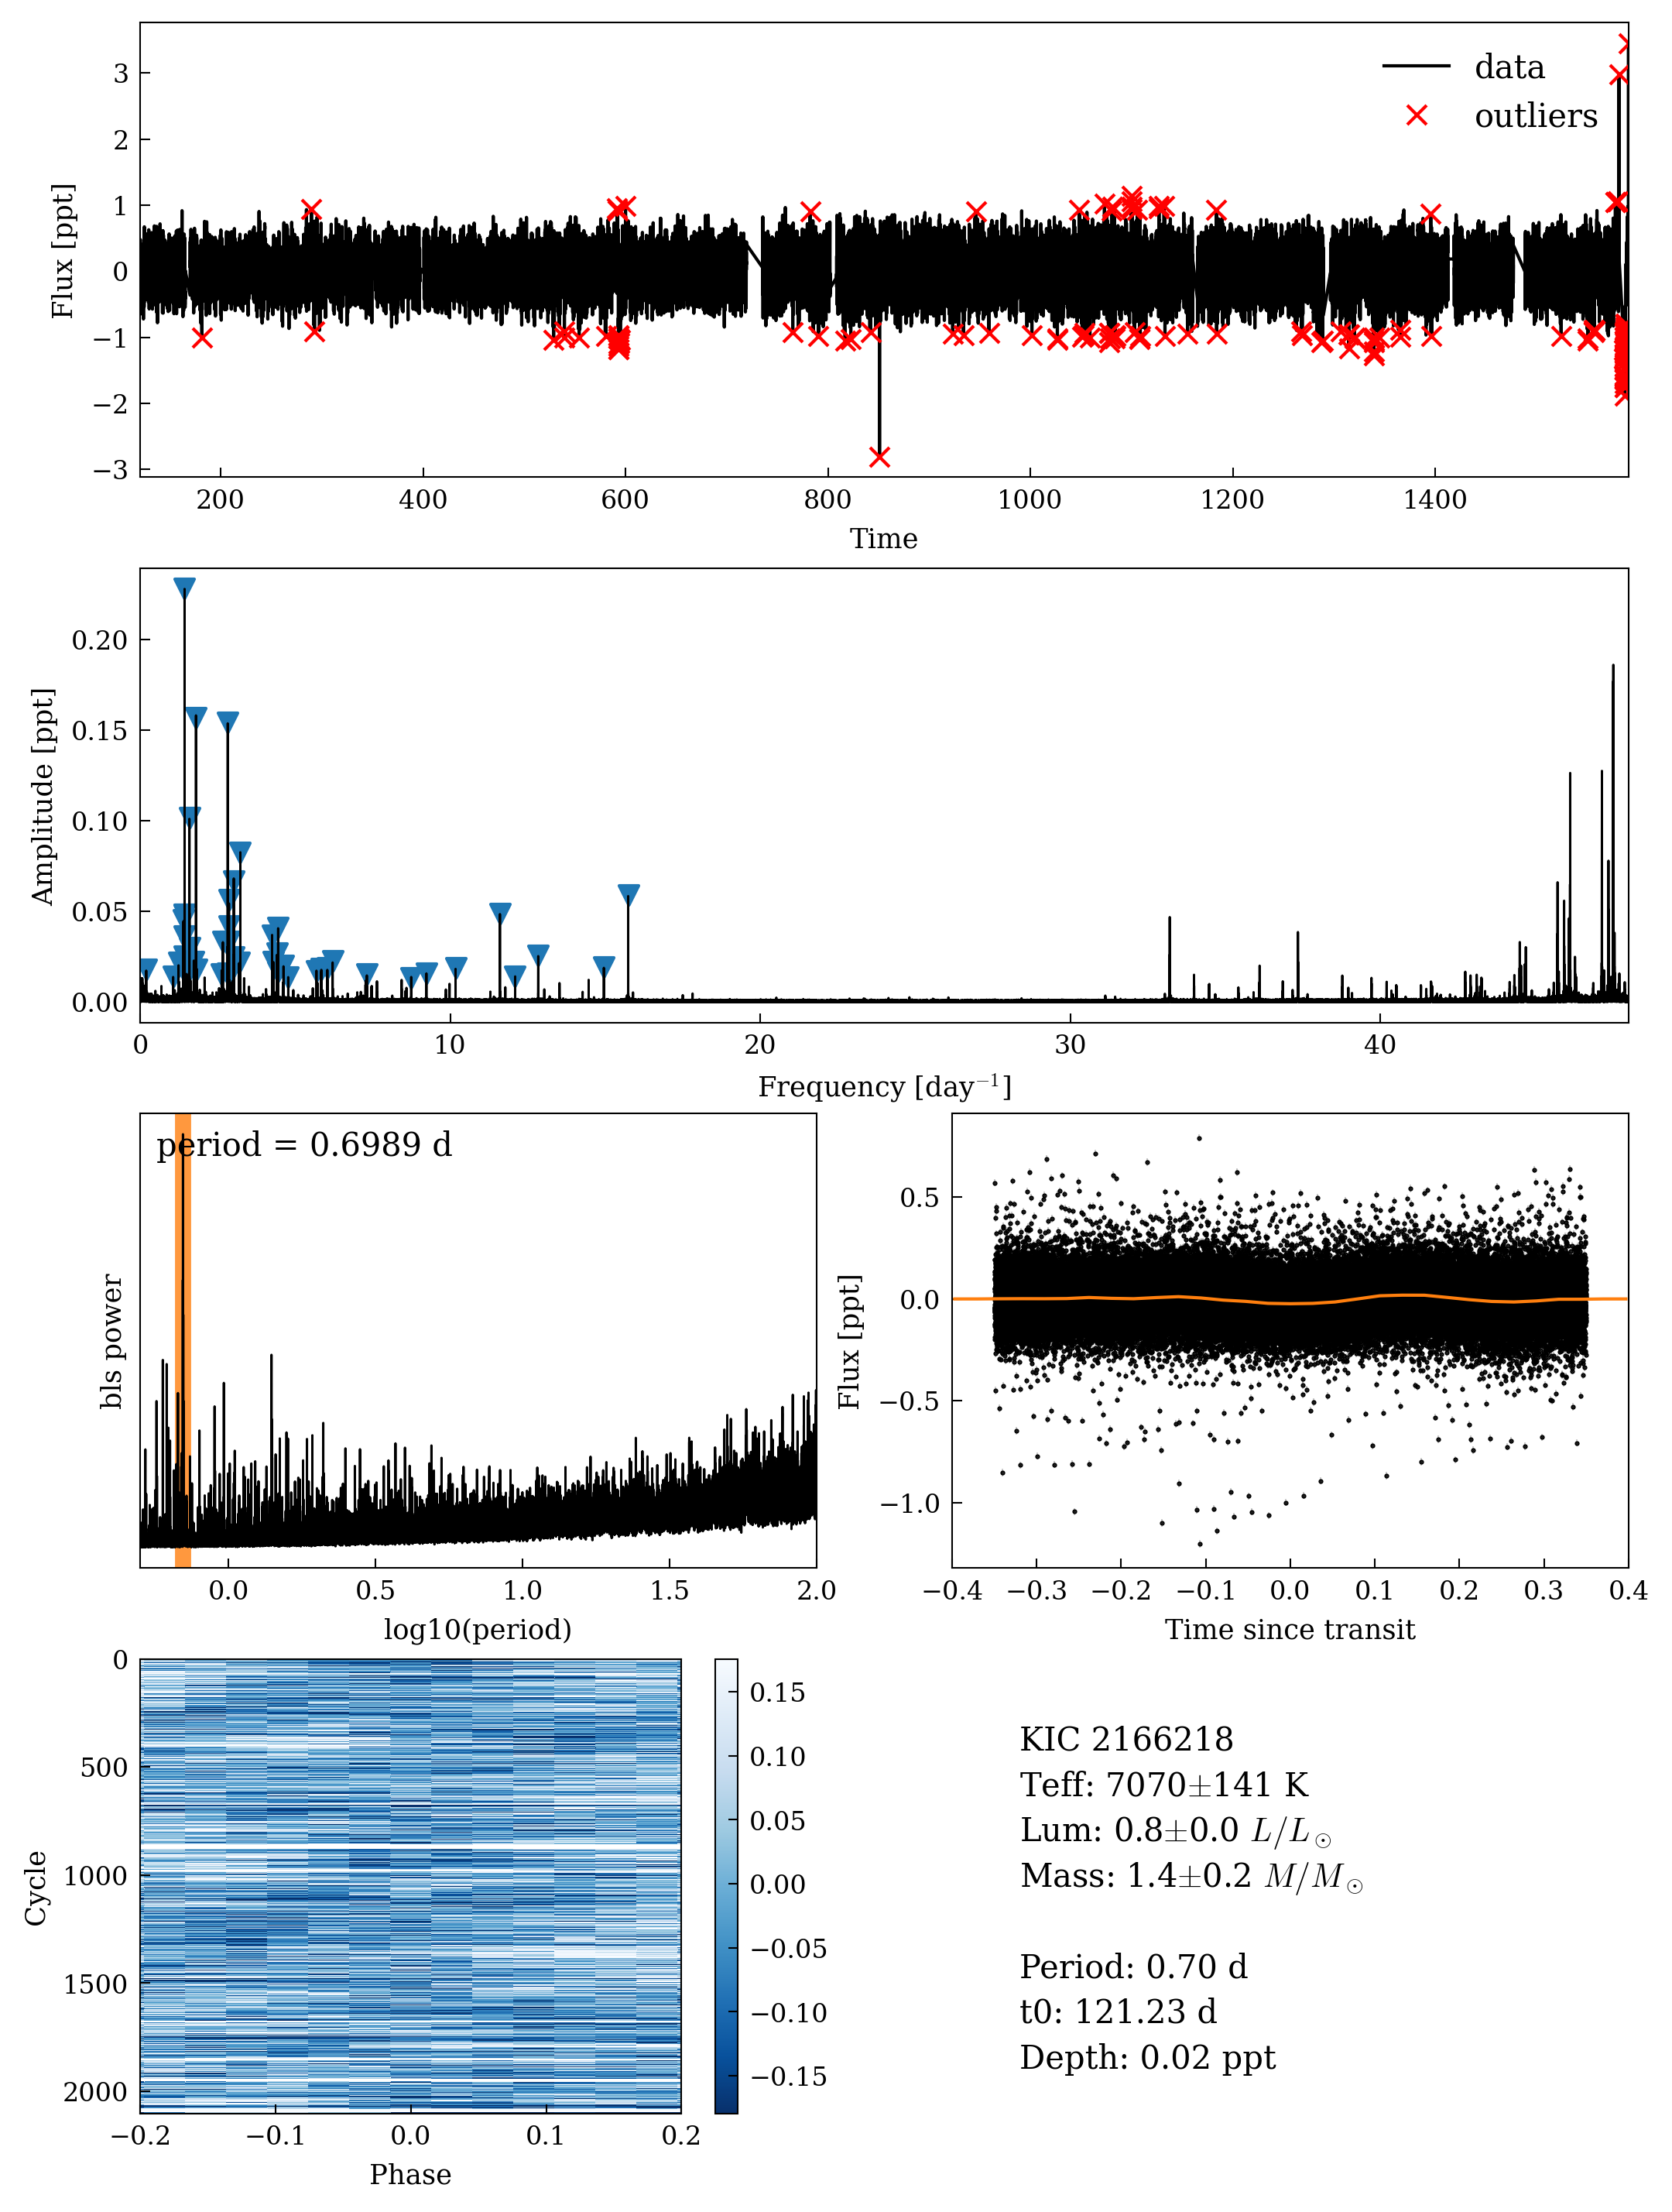 3
2
1
0
−1
−2
−3
Flux [ppt]
data
outliers
200 400 600 800 1000 1200 1400
Time
0.20
0.15
0.10
0.05
0.00
Amplitude [ppt]
0 10 20 30 40
Frequency [day⁻¹]
period = 0.6989 d
bls power
0.0 0.5 1.0 1.5 2.0
log10(period)
0.5
0.0
−0.5
−1.0
Flux [ppt]
−0.4 −0.3 −0.2 −0.1 0.0 0.1 0.2 0.3 0.4
Time since transit
0
500
1000
1500
2000
Cycle
−0.2 −0.1 0.0 0.1 0.2
Phase
0.15
0.10
0.05
0.00
−0.05
−0.10
−0.15
KIC 2166218
Teff: 7070±141 K
Lum: 0.8±0.0 L/L⊙
Mass: 1.4±0.2 M/M⊙
Period: 0.70 d
t0: 121.23 d
Depth: 0.02 ppt